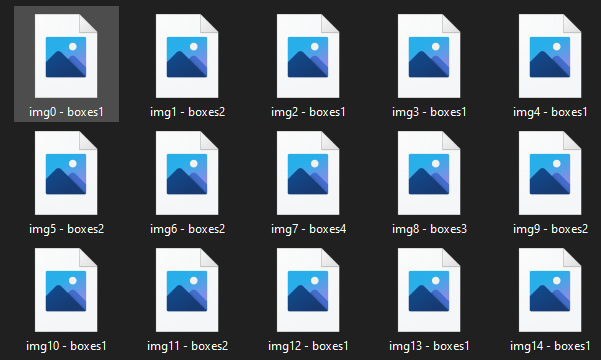 img0 - boxes1
img1 - boxes2
img2 - boxes1
img3 - boxes1
img4 - boxes1
img5 - boxes2
img6 - boxes2
img7 - boxes4
img8 - boxes3
img9 - boxes2
img10 - boxes1
img11 - boxes2
img12 - boxes1
img13 - boxes1
img14 - boxes1